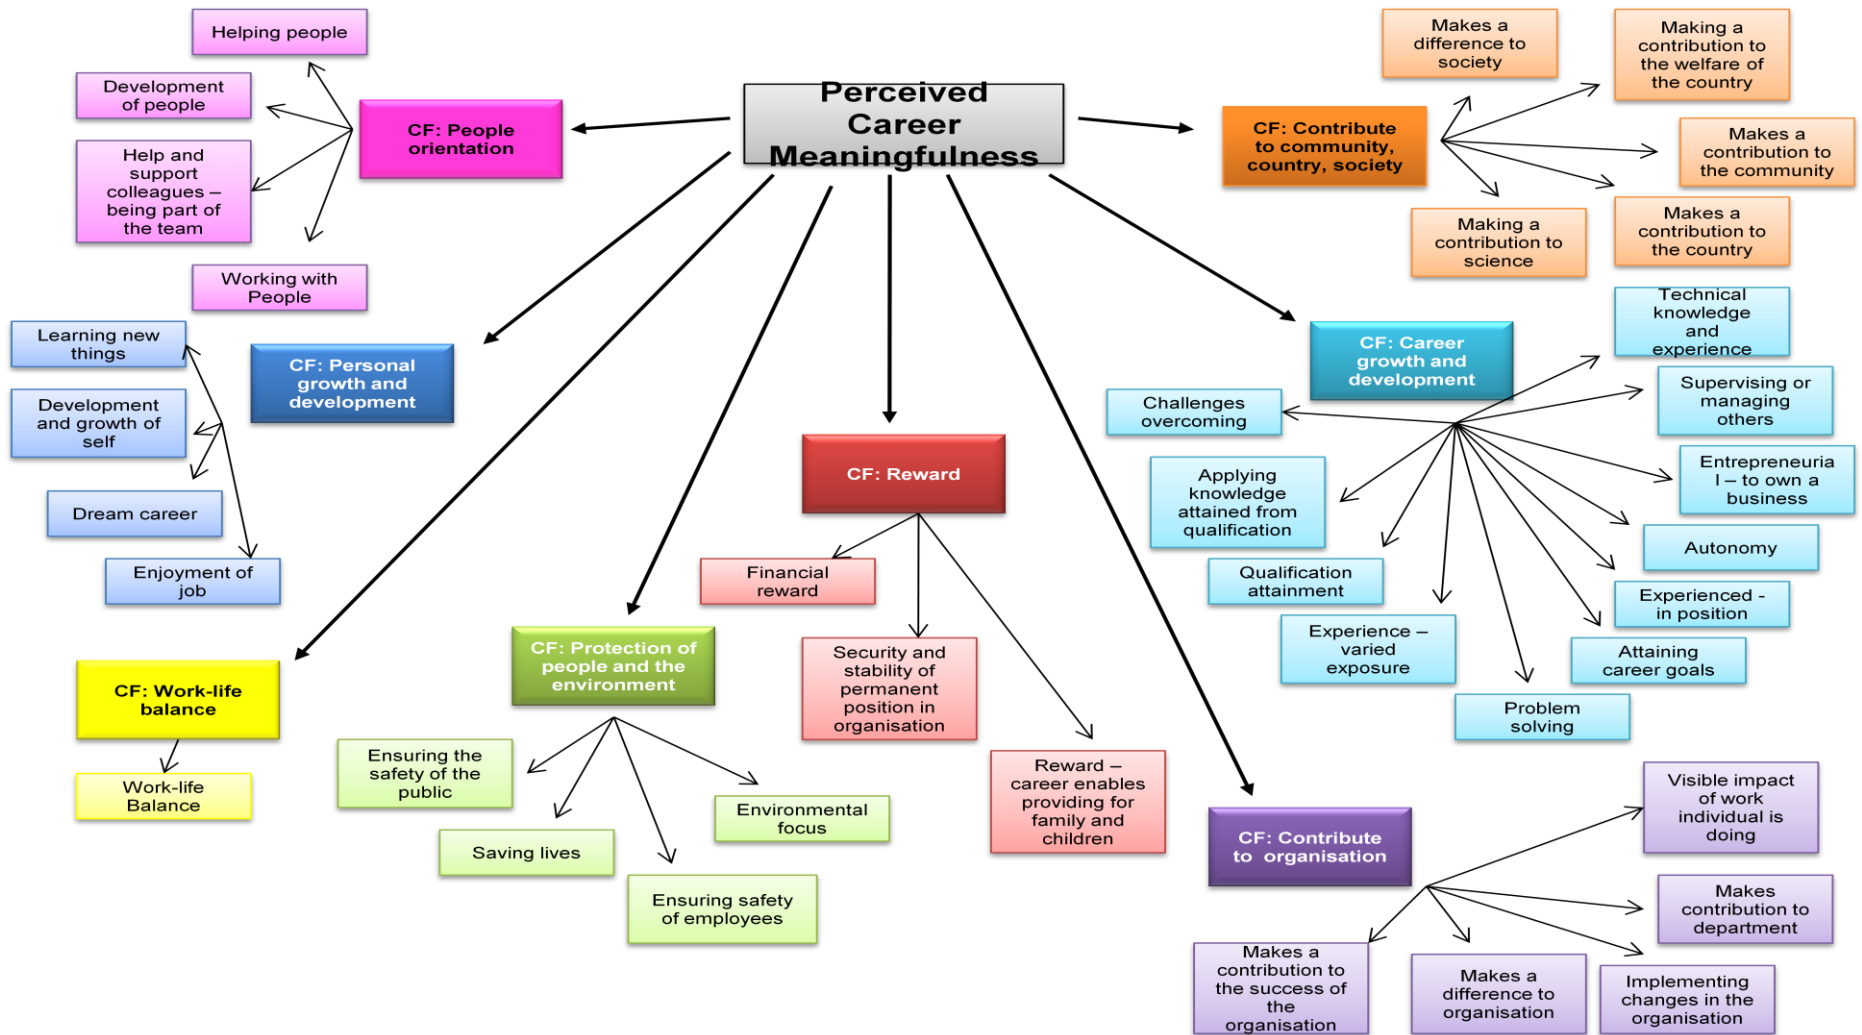 Perceived
Career
Meaningfulness
CF: People
orientation
Helping people
Development
of people
Help and
support
colleagues –
being part of
the team
Working with
People
CF: Personal
growth and
development
Learning new
things
Development
and growth of
self
Dream career
Enjoyment of
job
CF: Work-life
balance
Work-life
Balance
CF: Protection of
people and the
environment
Ensuring the
safety of the
public
Saving lives
Ensuring safety
of employees
Environmental
focus
CF: Reward
Financial
reward
Security and
stability of
permanent
position in
organisation
Reward –
career enables
providing for
family and
children
CF: Contribute
to organisation
Makes a
contribution to
the success of
the
organisation
Makes a
difference to
organisation
Implementing
changes in the
organisation
Makes
contribution to
department
Visible impact
of work
individual is
doing
CF: Career
growth and
development
Challenges
overcoming
Applying
knowledge
attained from
qualification
Qualification
attainment
Experience –
varied
exposure
Problem
solving
Attaining
career goals
Experienced -
in position
Autonomy
Entrepreneuria
l – to own a
business
Supervising or
managing
others
Technical
knowledge
and
experience
CF: Contribute
to community,
country, society
Makes a
difference to
society
Making a
contribution to
the welfare of
the country
Makes a
contribution to
the community
Makes a
contribution to
the country
Making a
contribution to
science